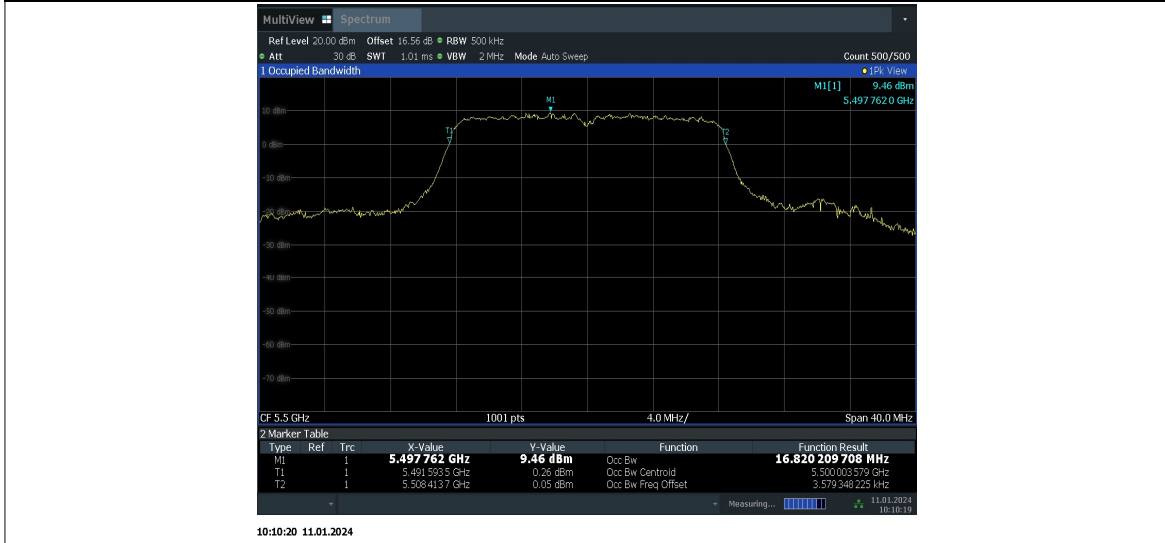 MultiView Spectrum
Ref Level 20.00 dBm Offset 16.56 dB RBW 500 kHz
Att 30 dB SWT 1.01 ms VBW 2 MHz Mode Auto Sweep Count 500/500
1 Occupied Bandwidth 1Pk View
M1[1] 9.46 dBm
5.497 762 0 GHz
M1
10 dBm
T1
T2
0 dBm
-10 dBm
-20 dBm
-30 dBm
-40 dBm
-50 dBm
-60 dBm
-70 dBm
CF 5.5 GHz 1001 pts 4.0 MHz/ Span 40.0 MHz
2 Marker Table
Type Ref Trc X-Value Y-Value Function Function Result
M1 1 5.497 762 GHz 9.46 dBm Occ Bw 16.820 209 708 MHz
T1 1 5.491 593 5 GHz 0.26 dBm Occ Bw Centroid 5.500 003 579 GHz
T2 1 5.508 413 7 GHz 0.05 dBm Occ Bw Freq Offset 3.579 348 225 kHz
Measuring... 11.01.2024
10:10:19
10:10:20 11.01.2024